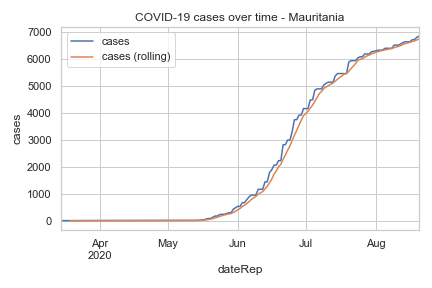 COVID-19 cases over time - Mauritania
cases
cases (rolling)
7000
6000
5000
4000
3000
2000
1000
0
cases
Apr
2020
May
Jun
Jul
Aug
dateRep